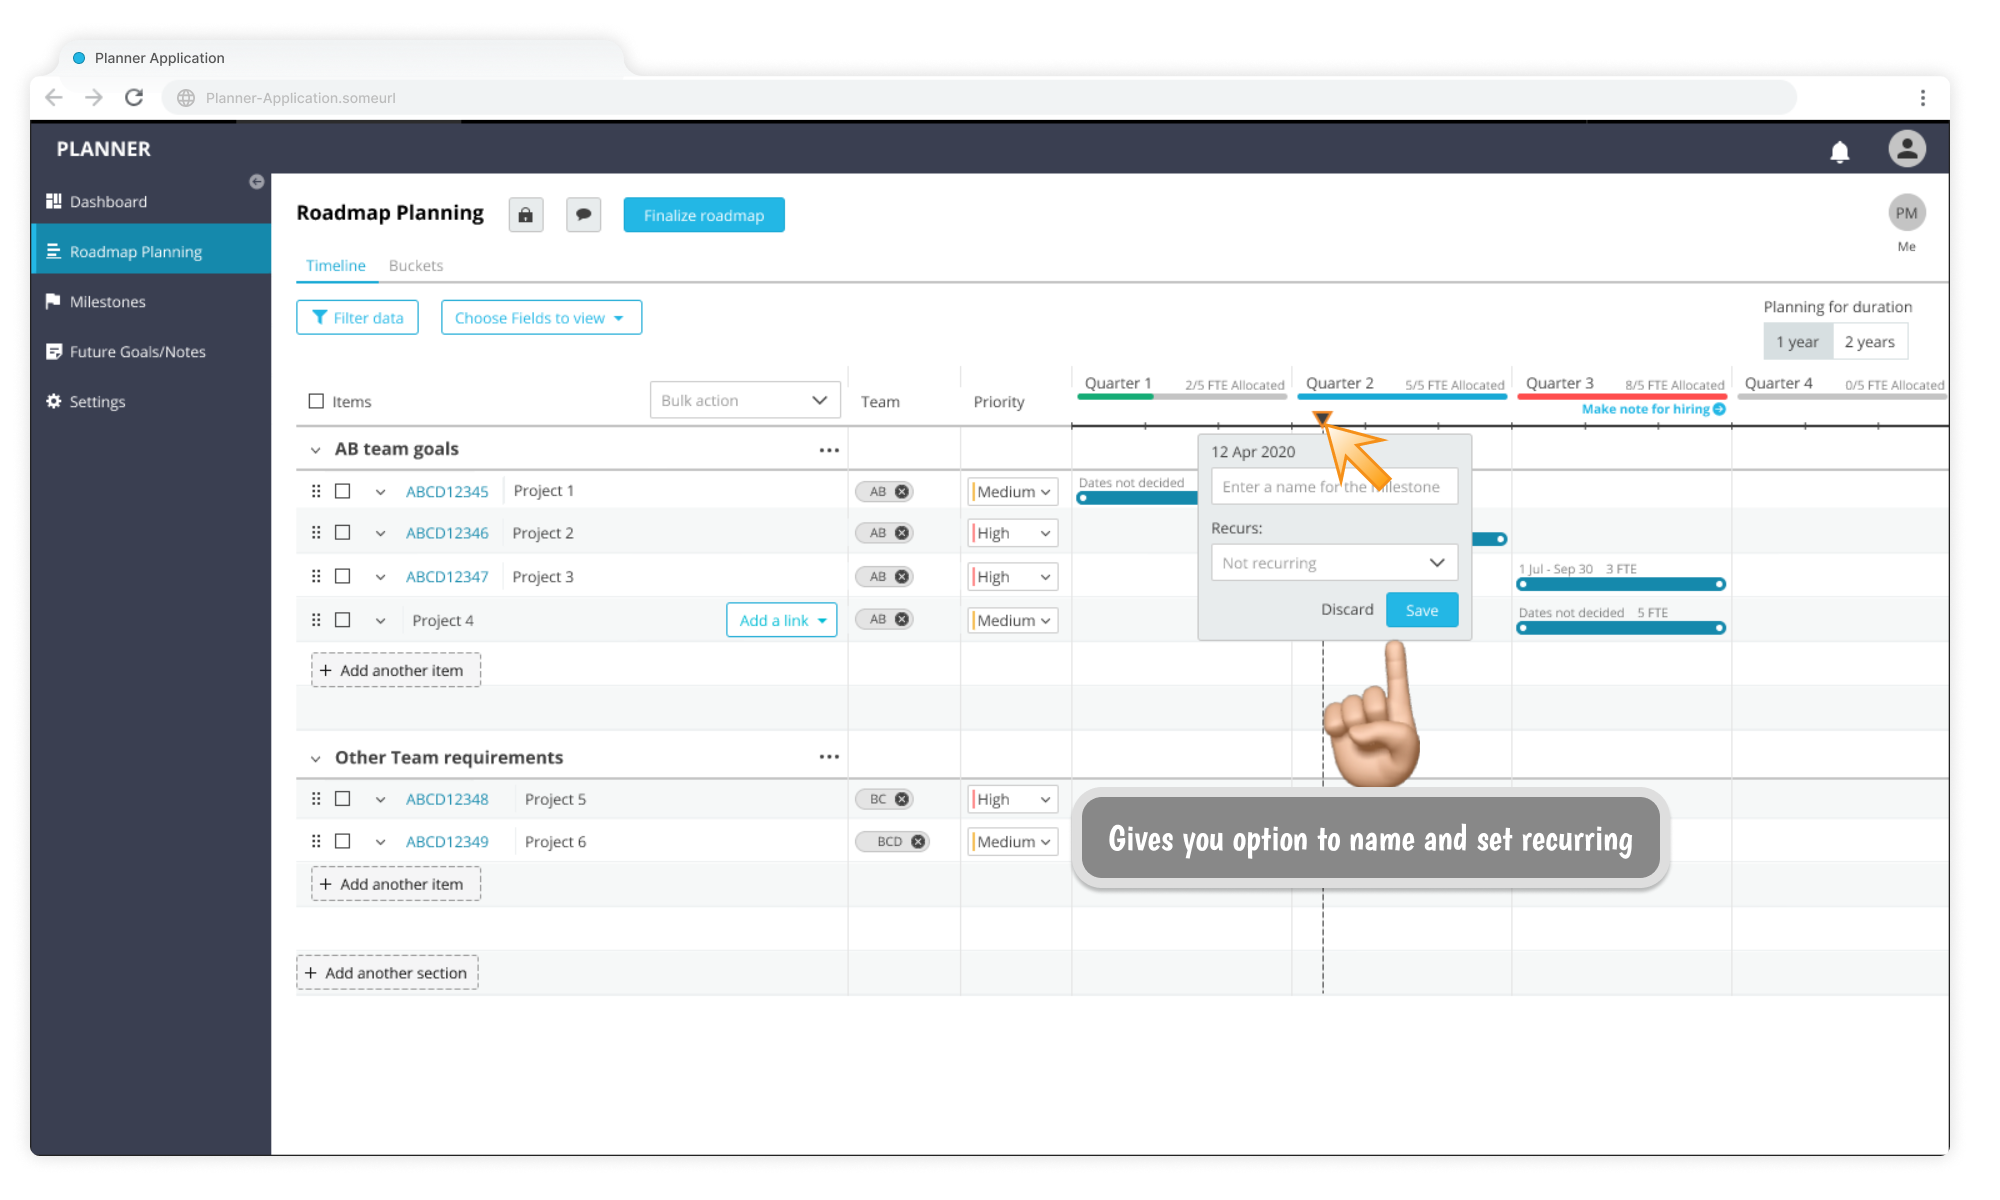 Planner Application
Planner-Application.someurl
PLANNER
Dashboard
Roadmap Planning
Milestones
Future Goals/Notes
Settings
Roadmap Planning
Finalize roadmap
PM
Me
Timeline
Buckets
Filter data
Choose Fields to view
Planning for duration
1 year
2 years
Items
Bulk action
Team
Priority
Quarter 1
2/5 FTE Allocated
Quarter 2
5/5 FTE Allocated
Quarter 3
8/5 FTE Allocated
Quarter 4
0/5 FTE Allocated
Make note for hiring
AB team goals
ABCD12345
Project 1
AB
Medium
Dates not decided
ABCD12346
Project 2
AB
High
ABCD12347
Project 3
AB
High
1 Jul - Sep 30
3 FTE
Project 4
Add a link
AB
Medium
Dates not decided
5 FTE
+ Add another item
12 Apr 2020
Enter a name for the milestone
Recurs:
Not recurring
Discard
Save
Other Team requirements
ABCD12348
Project 5
BC
High
ABCD12349
Project 6
BCD
Medium
+ Add another item
Gives you option to name and set recurring
+ Add another section